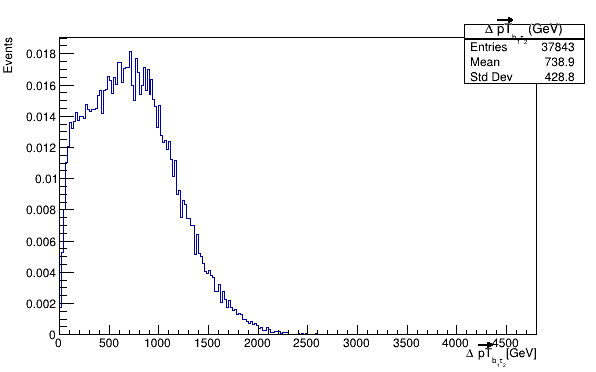 Δ pT b₁τ₂ (GeV)
Entries 37843
Mean 738.9
Std Dev 428.8
Events
0.018
0.016
0.014
0.012
0.01
0.008
0.006
0.004
0.002
0
0 500 1000 1500 2000 2500 3000 3500 4000 4500
Δ pT b₁τ₂ [GeV]